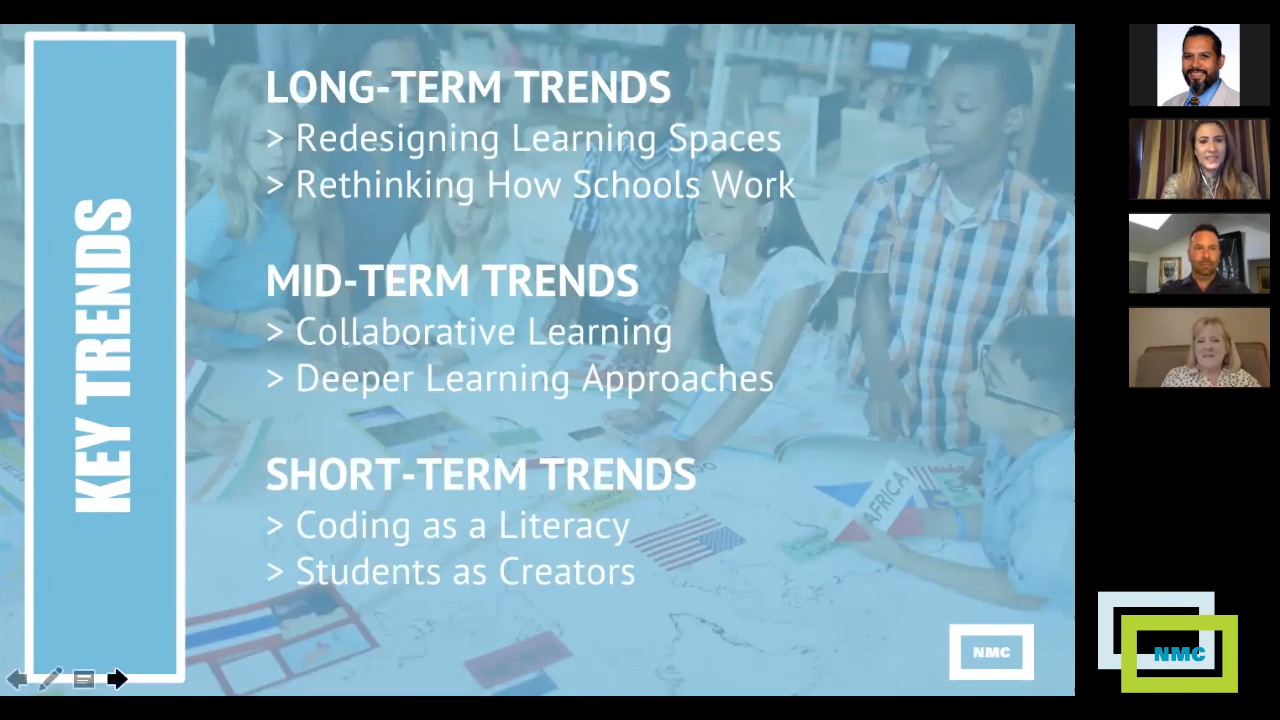 KEY TRENDS
LONG-TERM TRENDS
> Redesigning Learning Spaces
> Rethinking How Schools Work
MID-TERM TRENDS
> Collaborative Learning
> Deeper Learning Approaches
SHORT-TERM TRENDS
> Coding as a Literacy
> Students as Creators
AFRICA
NMC
NMC